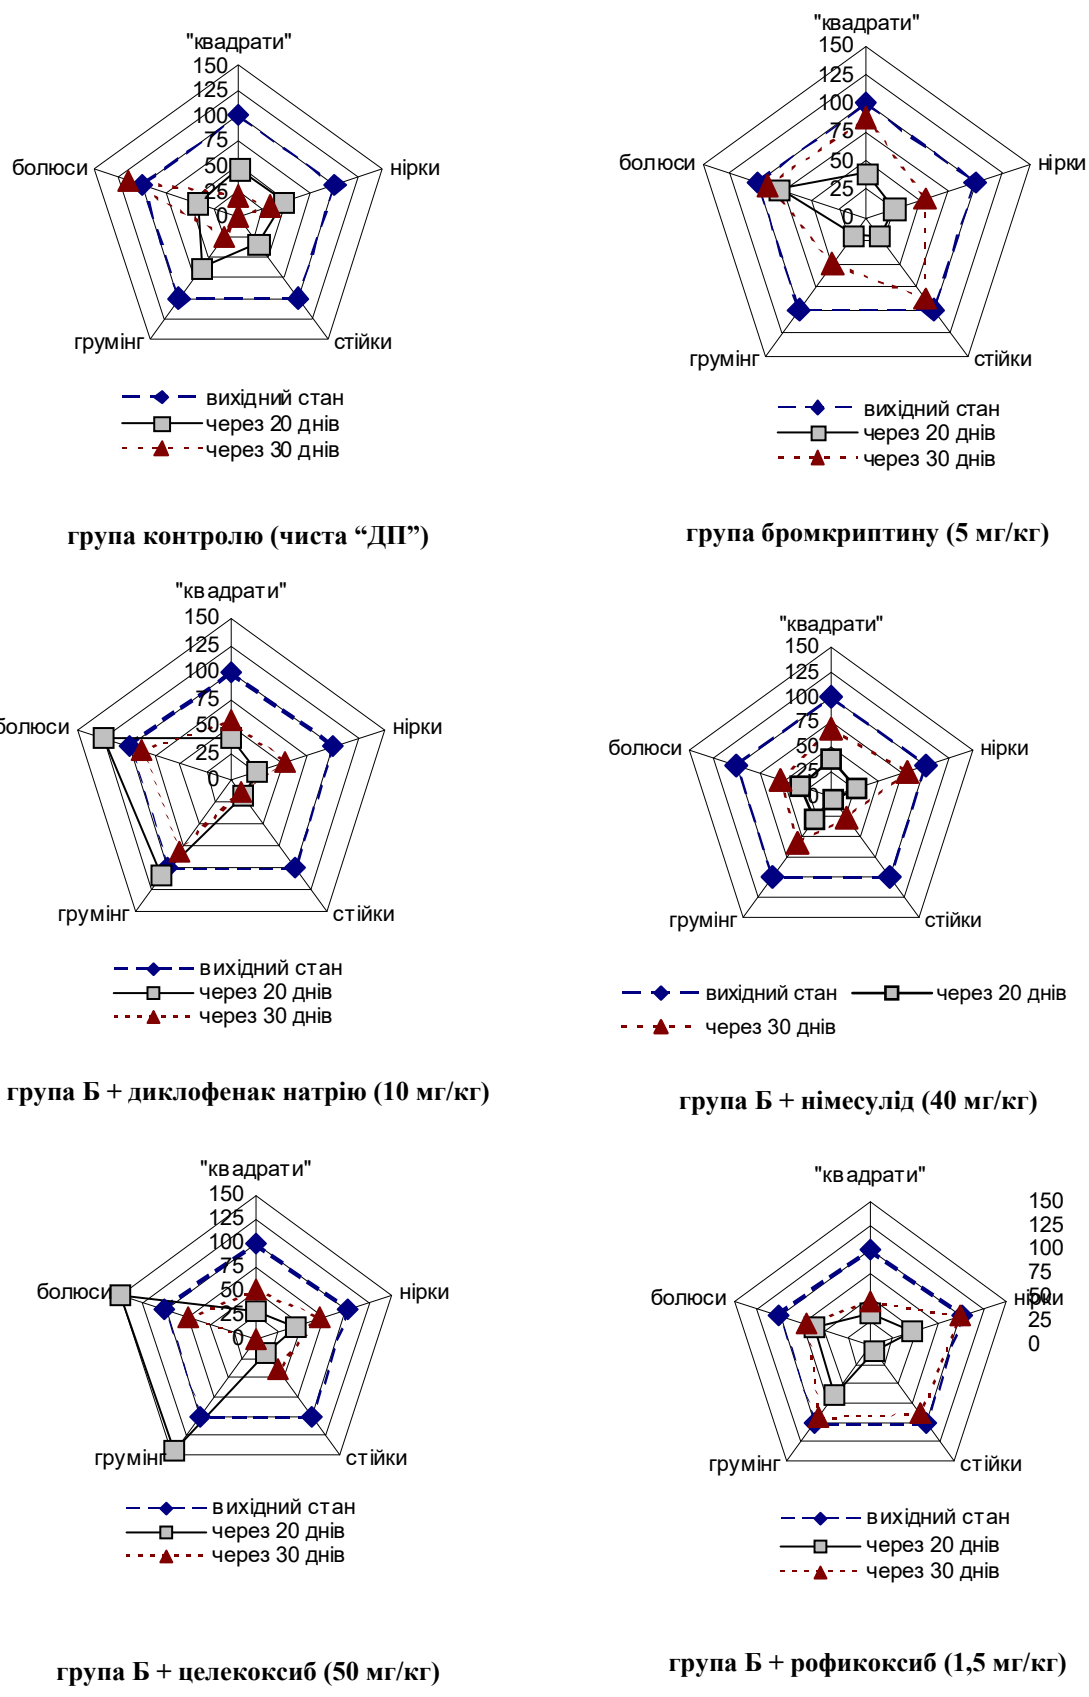 "квадрати"
150
125
100
75
50
25
0
болюси
нірки
грумінг
стійки
вихідний стан
через 20 днів
через 30 днів
група контролю (чиста “ДП”)
"квадрати"
150
125
100
75
50
25
0
болюси
нірки
грумінг
стійки
вихідний стан
через 20 днів
через 30 днів
група бромкриптину (5 мг/кг)
"квадрати"
150
125
100
75
50
25
0
болюси
нірки
грумінг
стійки
вихідний стан
через 20 днів
через 30 днів
група Б + диклофенак натрію (10 мг/кг)
"квадрати"
150
125
100
75
50
25
0
болюси
нірки
грумінг
стійки
вихідний стан через 20 днів
через 30 днів
група Б + німесулід (40 мг/кг)
"квадрати"
150
125
100
75
50
25
0
болюси
нірки
грумінг
стійки
вихідний стан
через 20 днів
через 30 днів
група Б + целекоксиб (50 мг/кг)
"квадрати"
150
125
100
75
50
25
0
болюси
нірки
грумінг
стійки
вихідний стан
через 20 днів
через 30 днів
група Б + рофикоксиб (1,5 мг/кг)